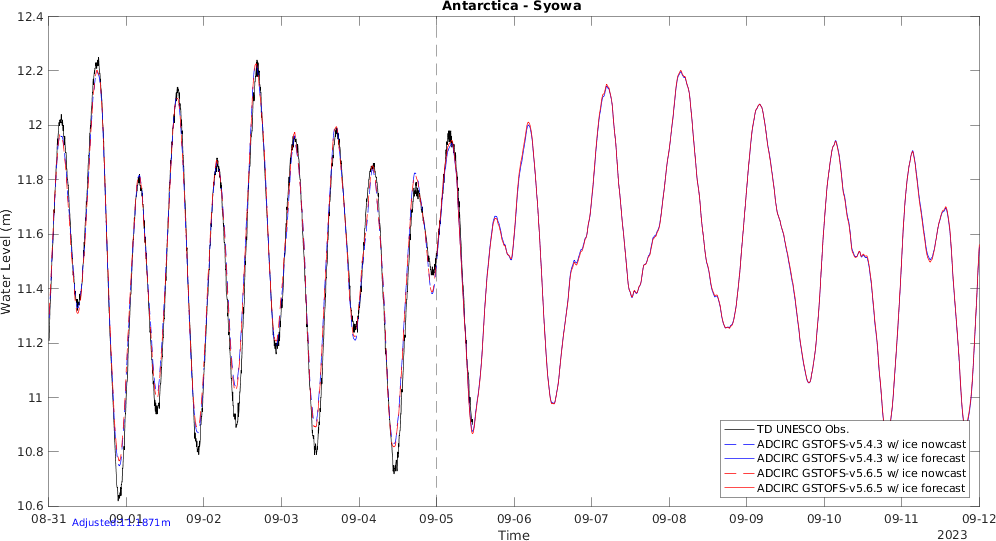 Antarctica - Syowa
12.4
12.2
12
11.8
11.6
11.4
11.2
11
10.8
10.6
Water Level (m)
TD UNESCO Obs.
ADCIRC GSTOFS-v5.4.3 w/ ice nowcast
ADCIRC GSTOFS-v5.4.3 w/ ice forecast
ADCIRC GSTOFS-v5.6.5 w/ ice nowcast
ADCIRC GSTOFS-v5.6.5 w/ ice forecast
08-31 09-01 09-02 09-03 09-04 09-05 09-06 09-07 09-08 09-09 09-10 09-11 09-12
Adjusted:11.1871m
Time
2023